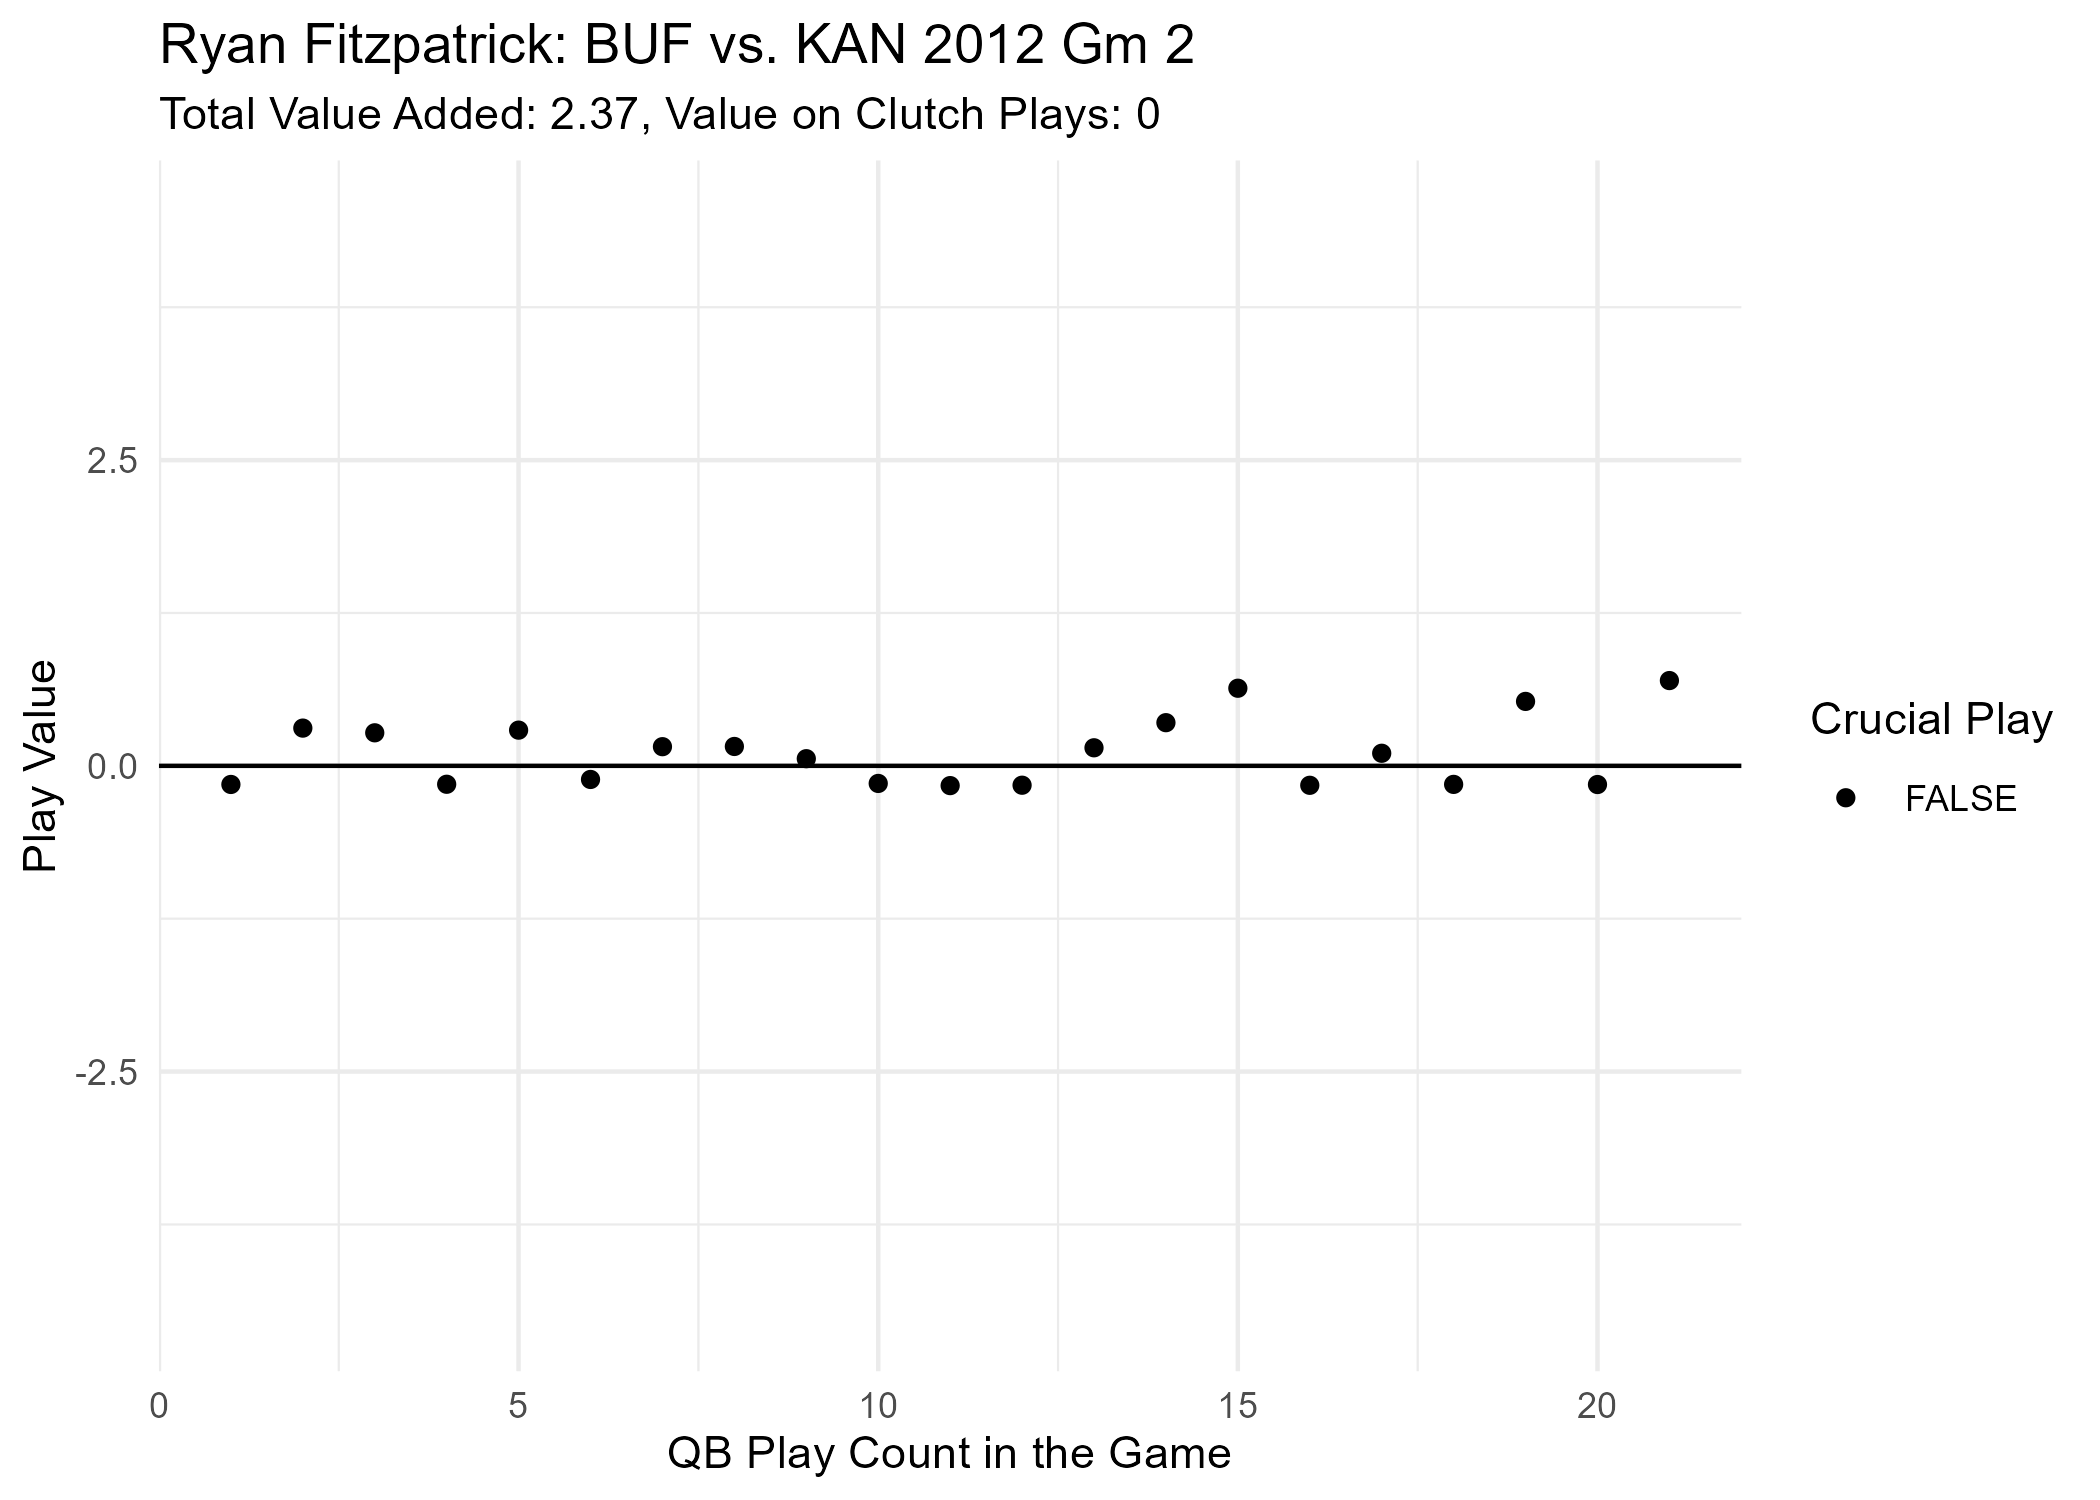 Ryan Fitzpatrick: BUF vs. KAN 2012 Gm 2
Total Value Added: 2.37, Value on Clutch Plays: 0
Play Value
2.5
0.0
-2.5
0 5 10 15 20
QB Play Count in the Game
Crucial Play
FALSE